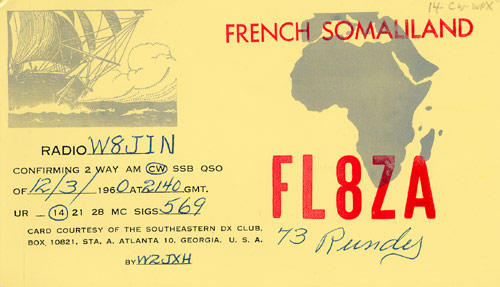 14-CW-WPX
FRENCH SOMALILAND
RADIO W8JIN
CONFIRMING 2 WAY AM CW SSB QSO
OF 12/3/1960 AT 2140 GMT.
UR — 14 21 28 MC SIGS 569
FL8ZA
CARD COURTESY OF THE SOUTHEASTERN DX CLUB,
BOX 10821, STA. A, ATLANTA 10, GEORGIA, U. S. A.
BY W2JXH
73 Rundy